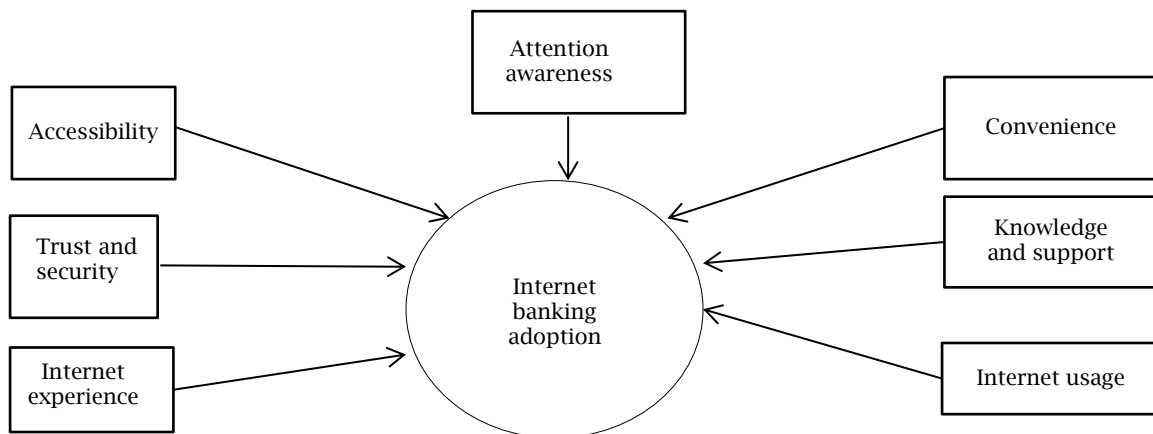 Attention
awareness
Accessibility
Convenience
Trust and
security
Knowledge
and support
Internet
banking
adoption
Internet
experience
Internet usage